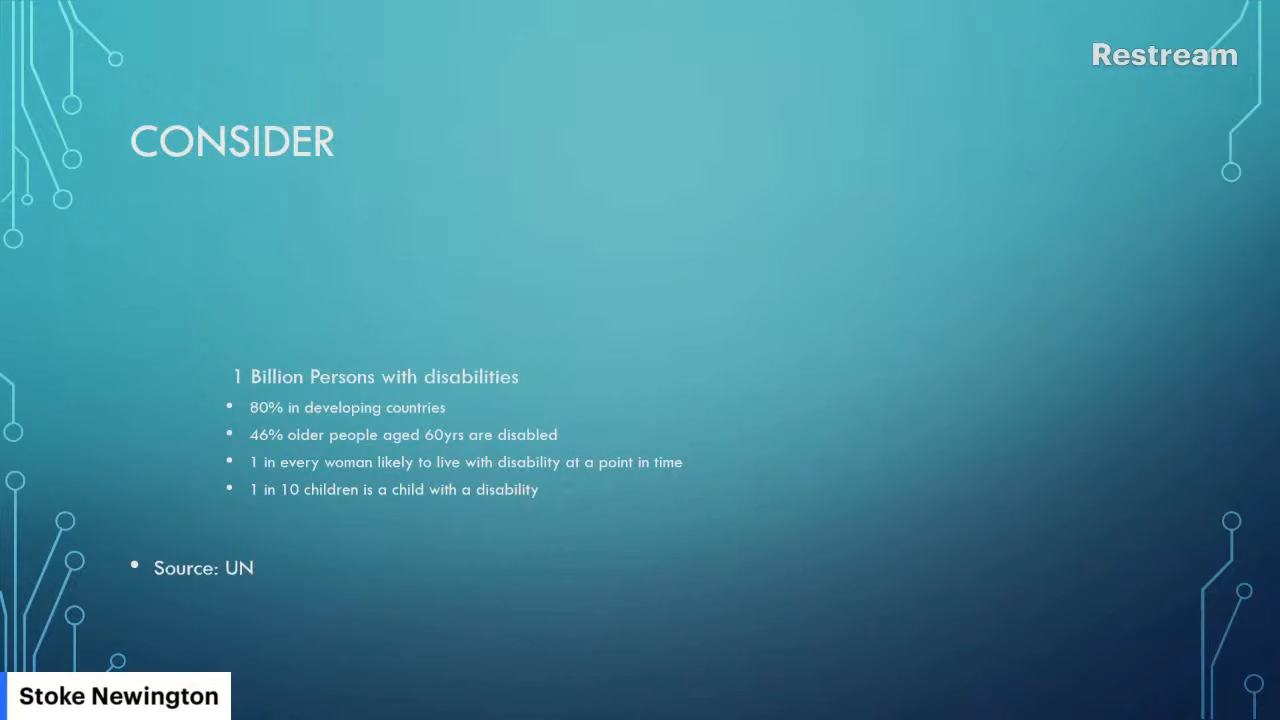 Restream
CONSIDER
1 Billion Persons with disabilities
• 80% in developing countries
• 46% older people aged 60yrs are disabled
• 1 in every woman likely to live with disability at a point in time
• 1 in 10 children is a child with a disability
• Source: UN
Stoke Newington